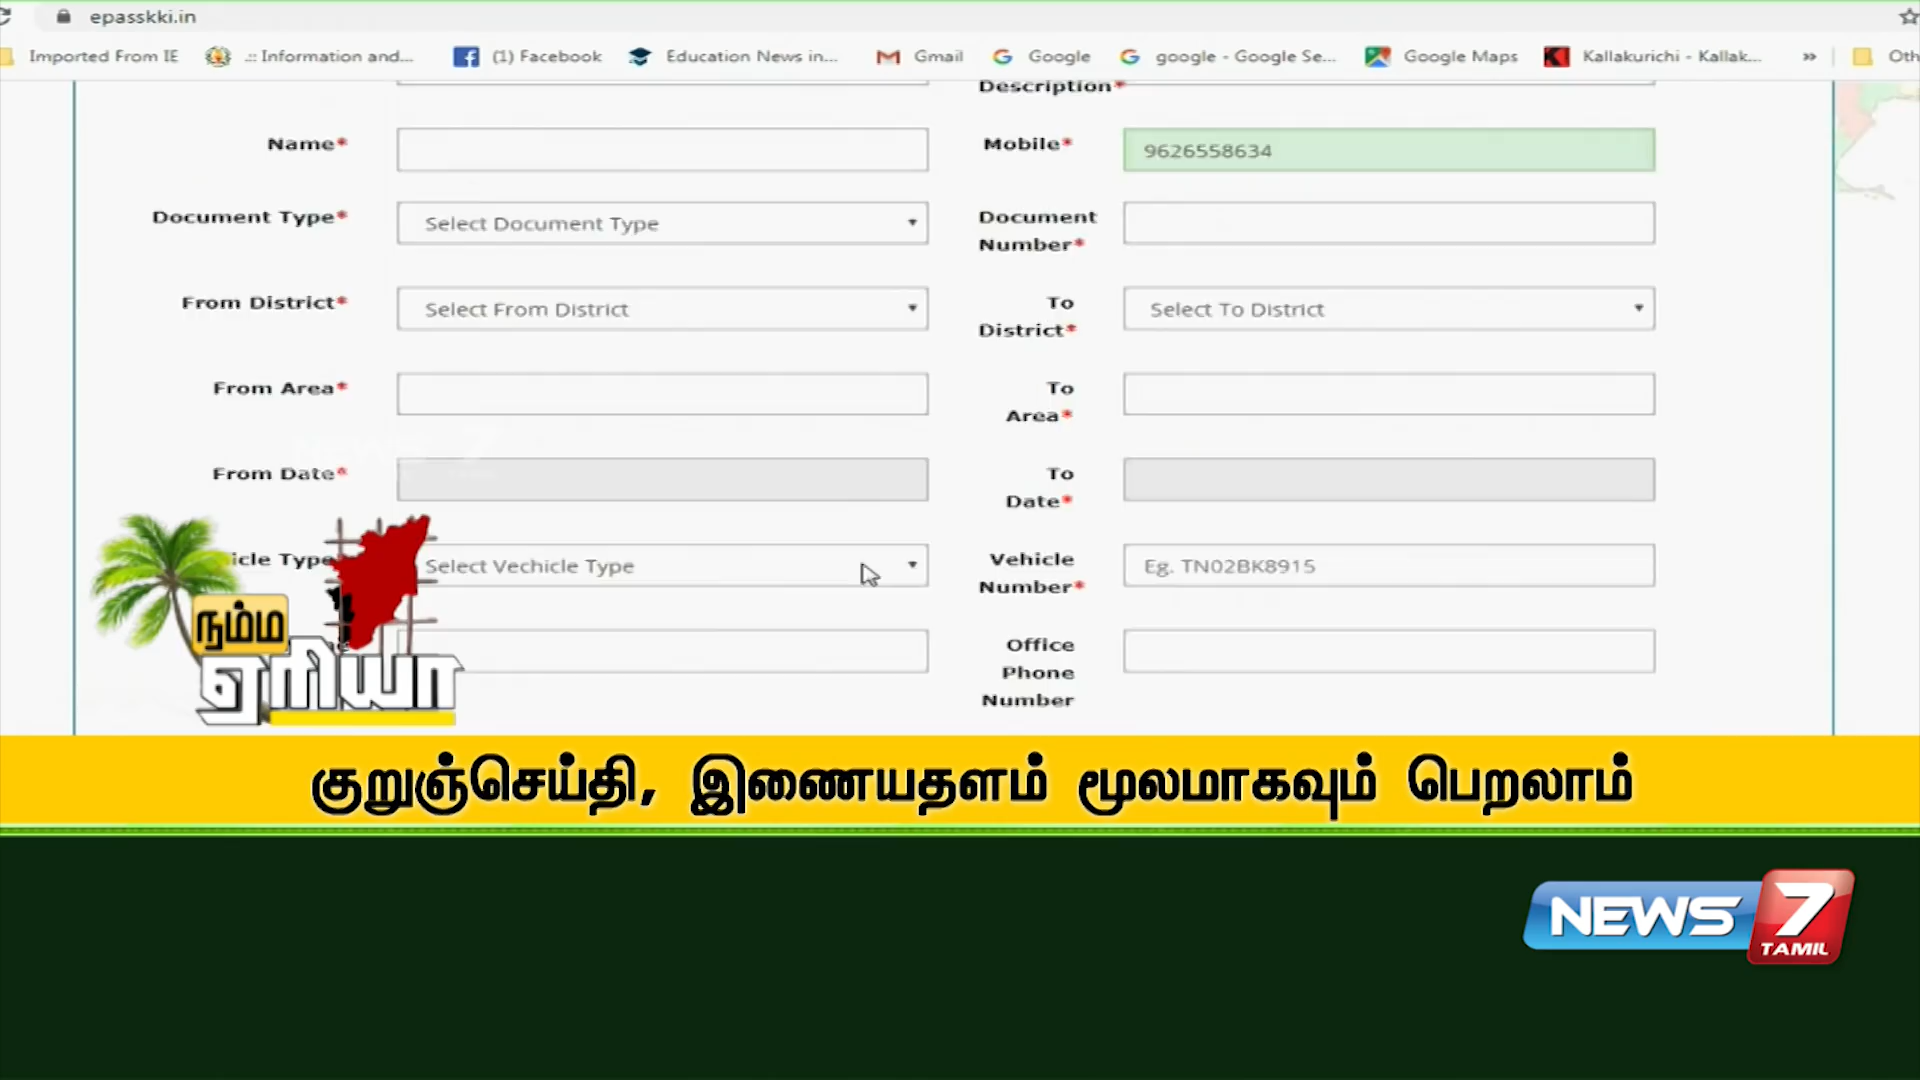 epasskki.in
Imported From IE
.:: Information and...
(1) Facebook
Education News in...
Gmail
Google
google - Google Se...
Google Maps
Kallakurichi - Kallak...
»
Oth
Description*
Name*
Mobile*
9626558634
Document Type*
Select Document Type
Document Number*
From District*
Select From District
To District*
Select To District
From Area*
To Area*
From Date*
To Date*
icle Type
Select Vechicle Type
Vehicle Number*
Eg. TN02BK8915
Office Phone Number
NEWS 7
நம்ம
ஏரியா
குறுஞ்செய்தி, இணையதளம் மூலமாகவும் பெறலாம்
NEWS 7
TAMIL